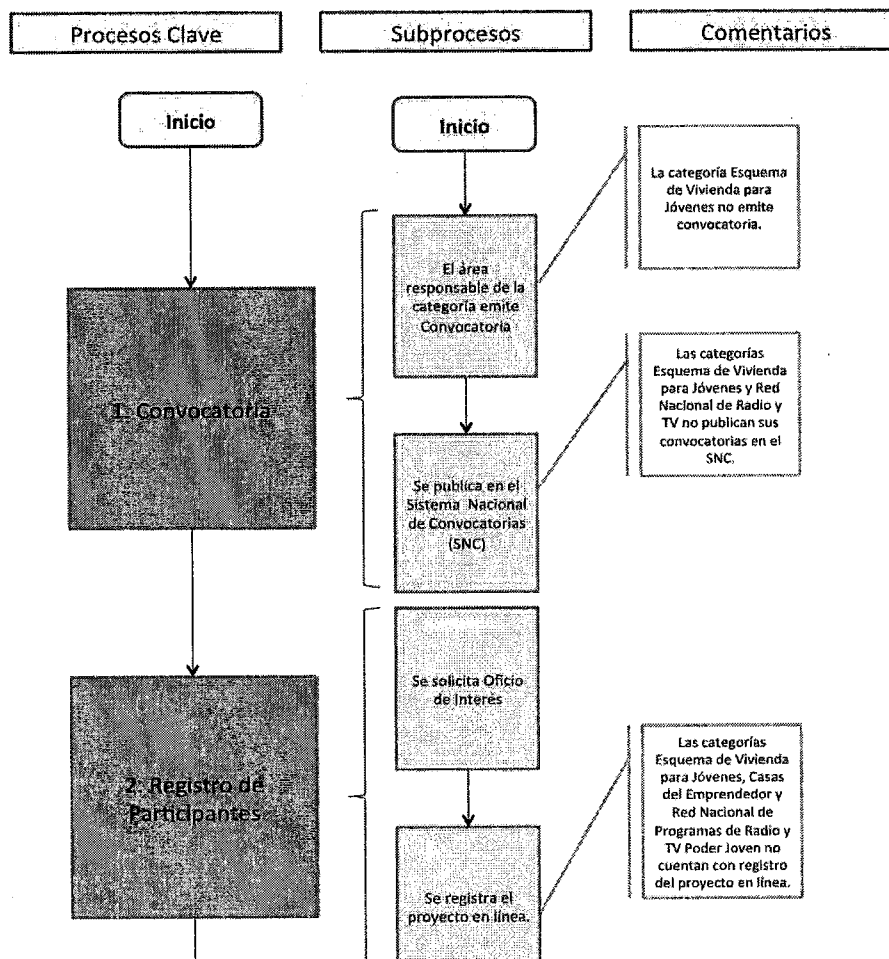 Procesos Clave
Subprocesos
Comentarios
Inicio
Inicio
La categoría Esquema
de Vivienda para
Jóvenes no emite
convocatoria.
El área
responsable de la
categoría emite
Convocatoria
1. Convocatoria
Las categorías
Esquema de Vivienda
para Jóvenes y Red
Nacional de Radio y
TV no publican sus
convocatorias en el
SNC.
Se publica en el
Sistema Nacional
de Convocatorias
(SNC)
Se solicita Oficio
de Interés
2. Registro de
Participantes
Las categorías
Esquema de Vivienda
para Jóvenes, Casas
del Emprendedor y
Red Nacional de
Programas de Radio y
TV Poder Joven no
cuentan con registro
del proyecto en línea.
Se registra el
proyecto en línea.